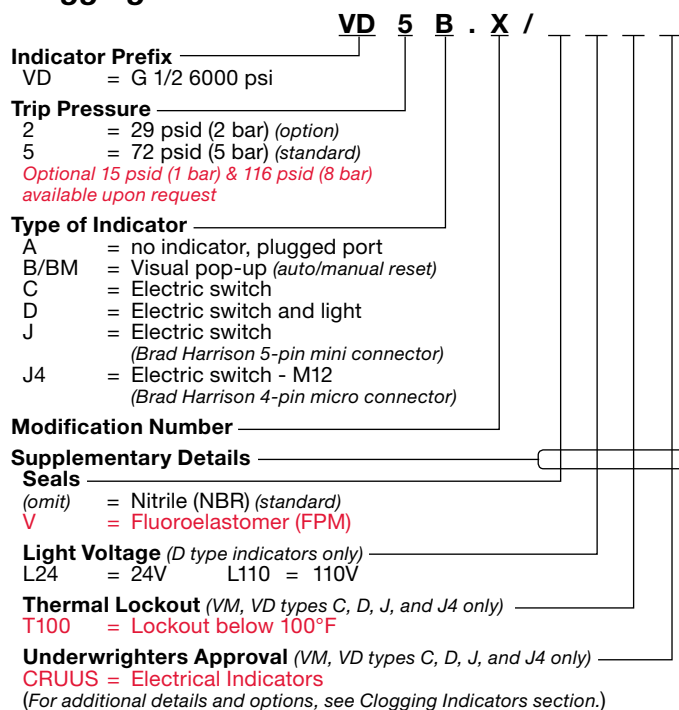 VD 5 B . X /
Indicator Prefix
VD = G 1/2 6000 psi
Trip Pressure
2 = 29 psid (2 bar) (option)
5 = 72 psid (5 bar) (standard)
Optional 15 psid (1 bar) & 116 psid (8 bar)
available upon request
Type of Indicator
A = no indicator, plugged port
B/BM = Visual pop-up (auto/manual reset)
C = Electric switch
D = Electric switch and light
J = Electric switch
(Brad Harrison 5-pin mini connector)
J4 = Electric switch - M12
(Brad Harrison 4-pin micro connector)
Modification Number
Supplementary Details
Seals
(omit) = Nitrile (NBR) (standard)
V = Fluoroelastomer (FPM)
Light Voltage (D type indicators only)
L24 = 24V L110 = 110V
Thermal Lockout (VM, VD types C, D, J, and J4 only)
T100 = Lockout below 100°F
Underwrighters Approval (VM, VD types C, D, J, and J4 only)
CRUUS = Electrical Indicators
(For additional details and options, see Clogging Indicators section.)